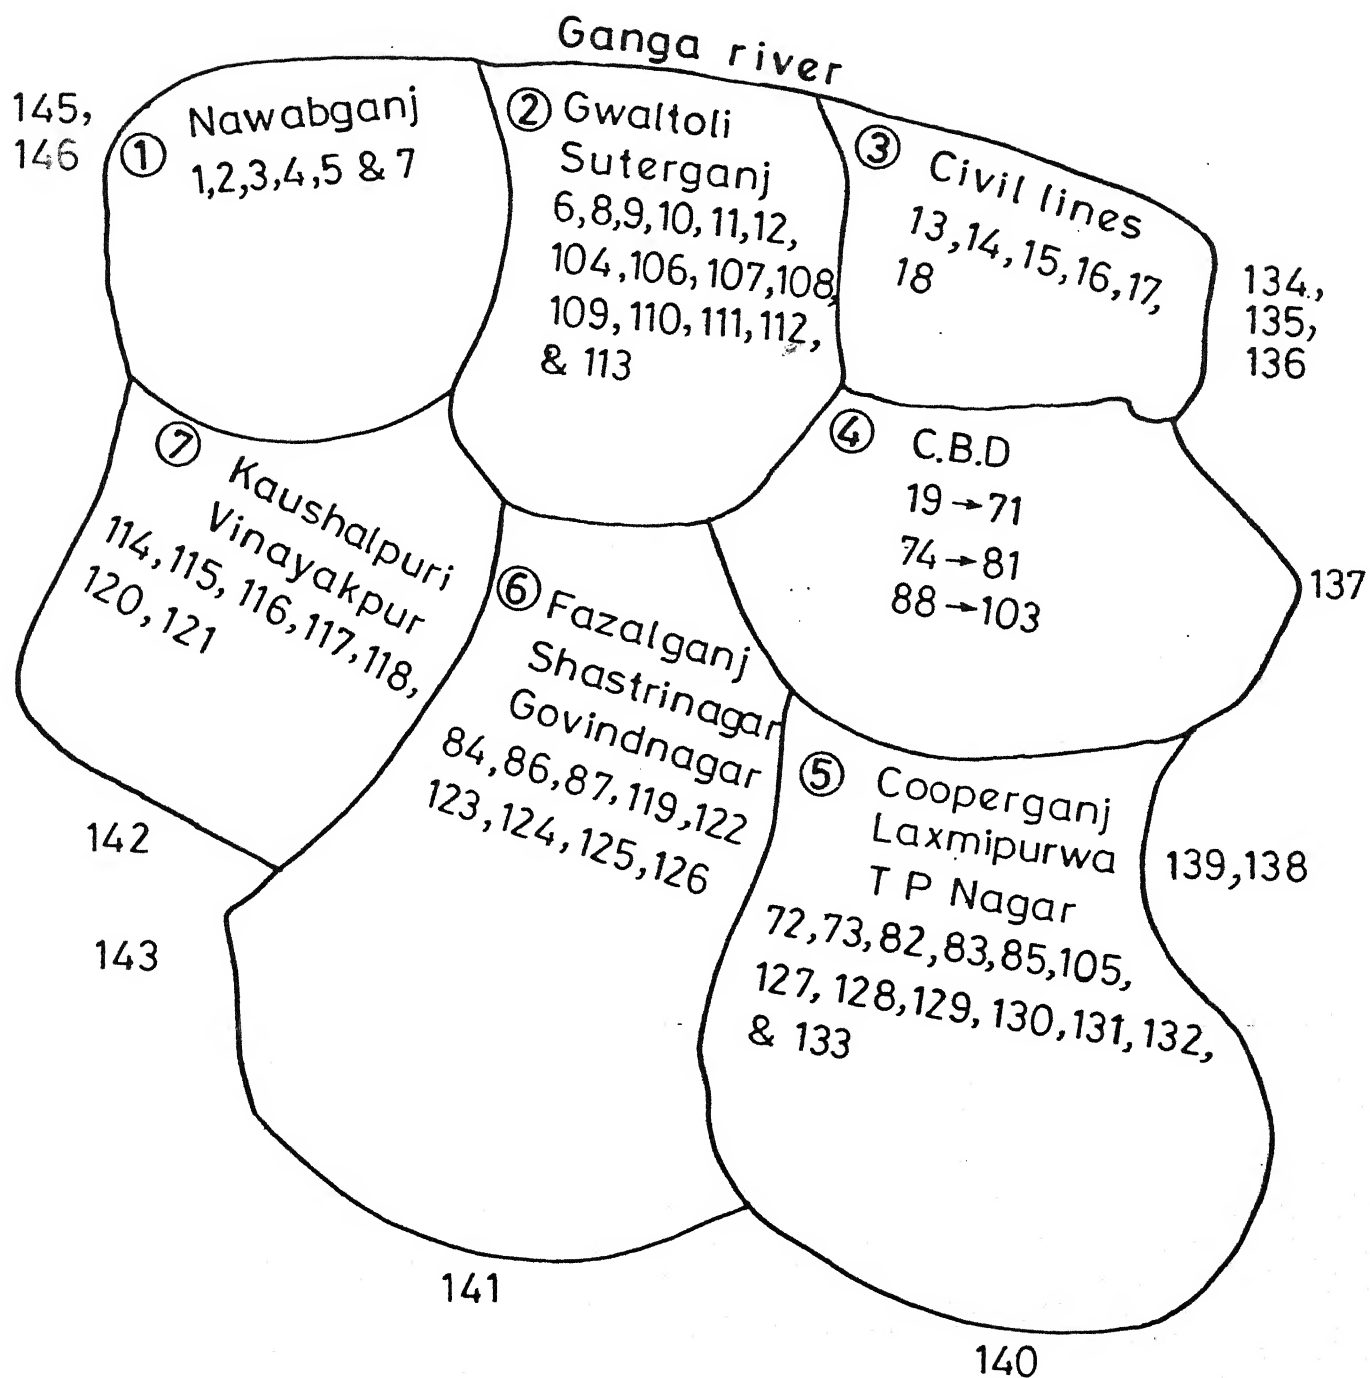 Ganga river
145,
146
① Nawabganj
1,2,3,4,5 & 7
② Gwaltoli
Suterganj
6,8,9,10,11,12,
104,106,107,108,
109,110,111,112,
& 113
③ Civil lines
13,14,15,16,17,
18
134,
135,
136
④ C.B.D
19→71
74→81
88→103
137
⑦ Kaushalpuri
Vinayakpur
114,115,116,117,118,
120,121
⑥ Fazalganj
Shastrinagar
Govindnagar
84,86,87,119,122
123,124,125,126
⑤ Cooperganj
Laxmipurwa
T P Nagar
72,73,82,83,85,105,
127,128,129,130,131,132,
& 133
139,138
142
143
141
140